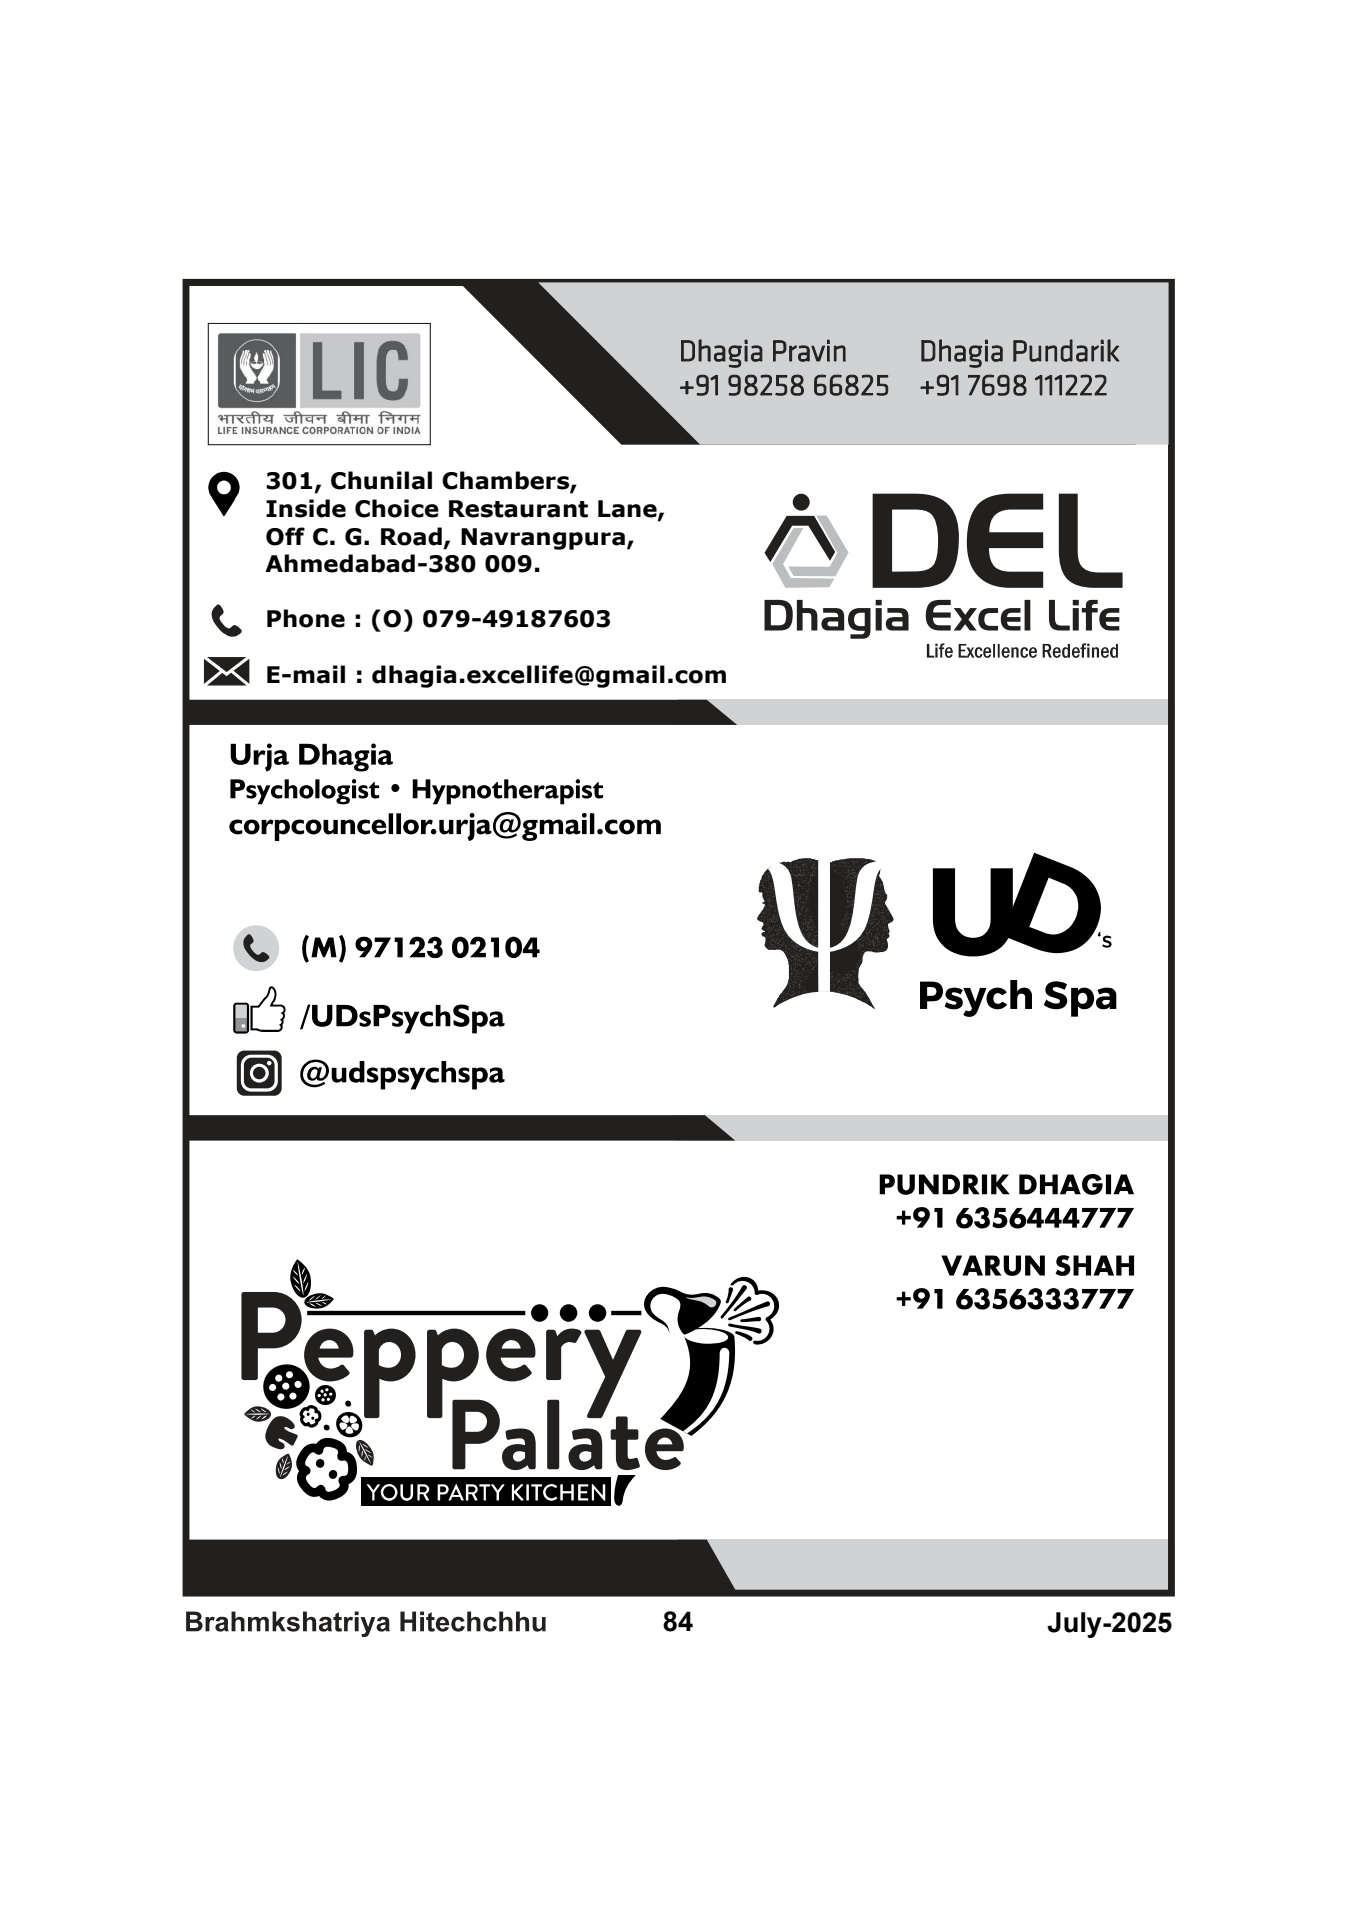 LIC
भारतीय जीवन बीमा निगम
LIFE INSURANCE CORPORATION OF INDIA
Dhagia Pravin
+91 98258 66825
Dhagia Pundarik
+91 7698 111222
301, Chunilal Chambers,
Inside Choice Restaurant Lane,
Off C. G. Road, Navrangpura,
Ahmedabad-380 009.
Phone : (O) 079-49187603
E-mail : dhagia.excellife@gmail.com
DEL
Dhagia Excel Life
Life Excellence Redefined
Urja Dhagia
Psychologist • Hypnotherapist
corpcouncellor.urja@gmail.com
(M) 97123 02104
/UDsPsychSpa
@udspsychspa
UD's
Psych Spa
PUNDRIK DHAGIA
+91 6356444777
VARUN SHAH
+91 6356333777
Peppery
Palate
YOUR PARTY KITCHEN
Brahmkshatriya Hitechchhu 84 July-2025